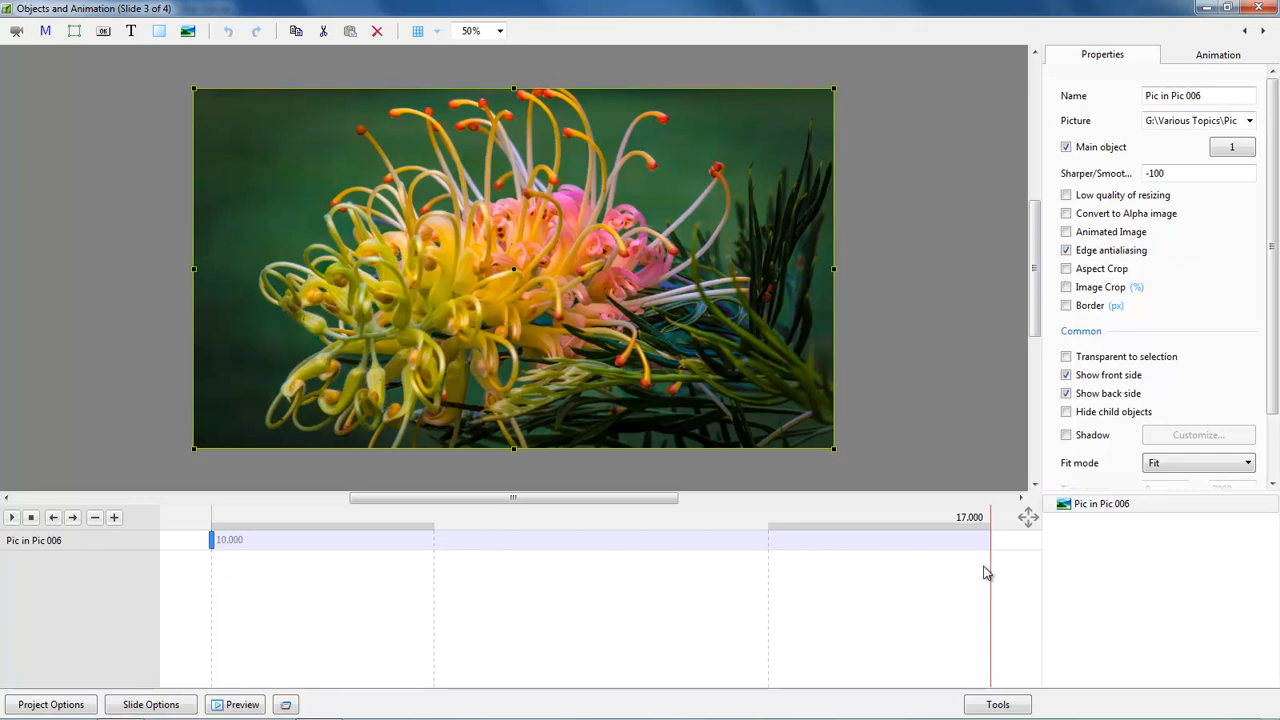 Objects and Animation (Slide 3 of 4)
M OK T 50%
Properties Animation
Name Pic in Pic 006
Picture G:\Various Topics\Pic
Main object 1
Sharper/Smoot... -100
Low quality of resizing
Convert to Alpha image
Animated Image
Edge antialiasing
Aspect Crop
Image Crop (%)
Border (px)
Common
Transparent to selection
Show front side
Show back side
Hide child objects
Shadow Customize...
Fit mode Fit
Pic in Pic 006
17.000
Pic in Pic 006 10.000
Project Options Slide Options Preview Tools